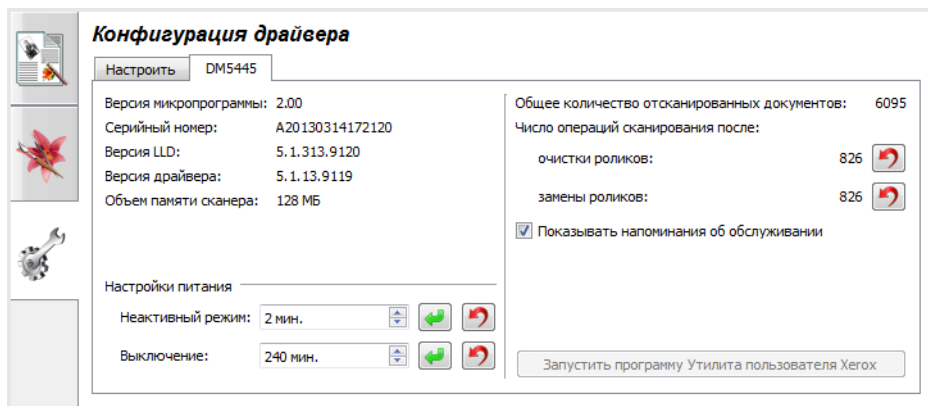 Конфигурация драйвера
Настроить DM5445
Версия микропрограммы: 2.00
Серийный номер: A20130314172120
Версия LLD: 5.1.313.9120
Версия драйвера: 5.1.13.9119
Объем памяти сканера: 128 МБ
Настройки питания
Неактивный режим: 2 мин.
Выключение: 240 мин.
Общее количество отсканированных документов: 6095
Число операций сканирования после:
очистки роликов: 826
замены роликов: 826
Показывать напоминания об обслуживании
Запустить программу Утилита пользователя Xerox